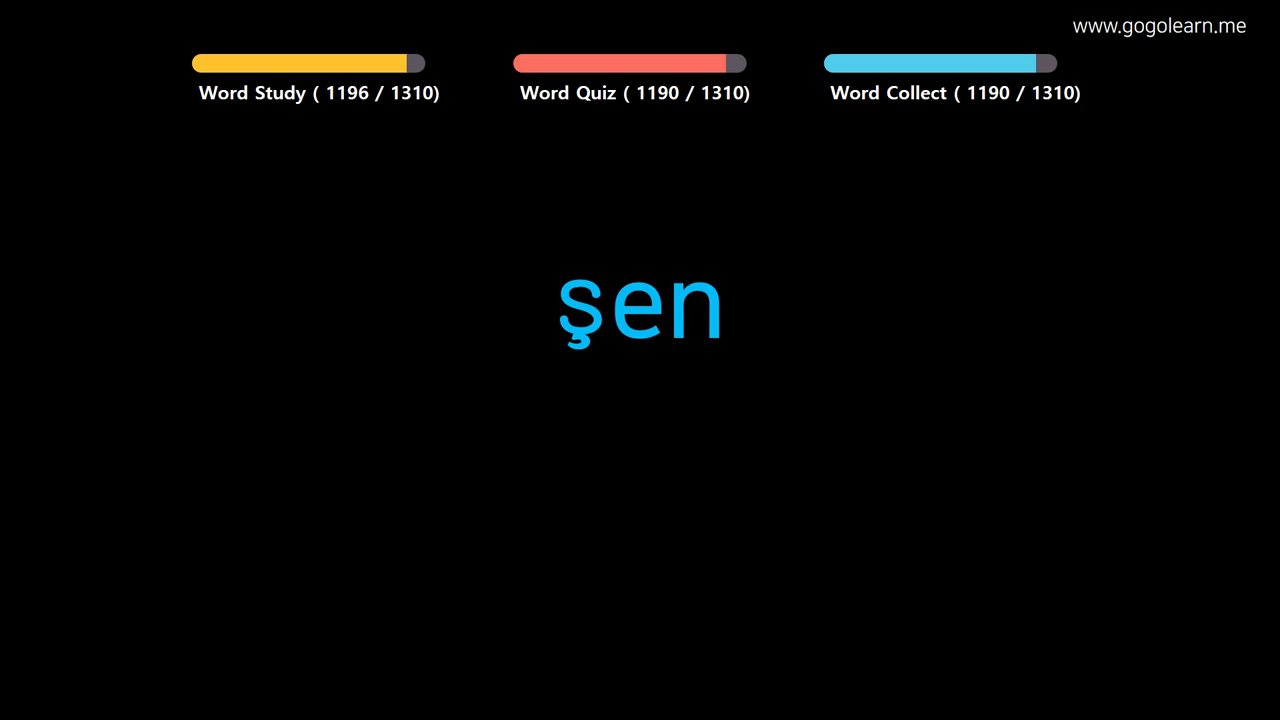 www.gogolearn.me
Word Study ( 1196 / 1310)
Word Quiz ( 1190 / 1310)
Word Collect ( 1190 / 1310)
şen